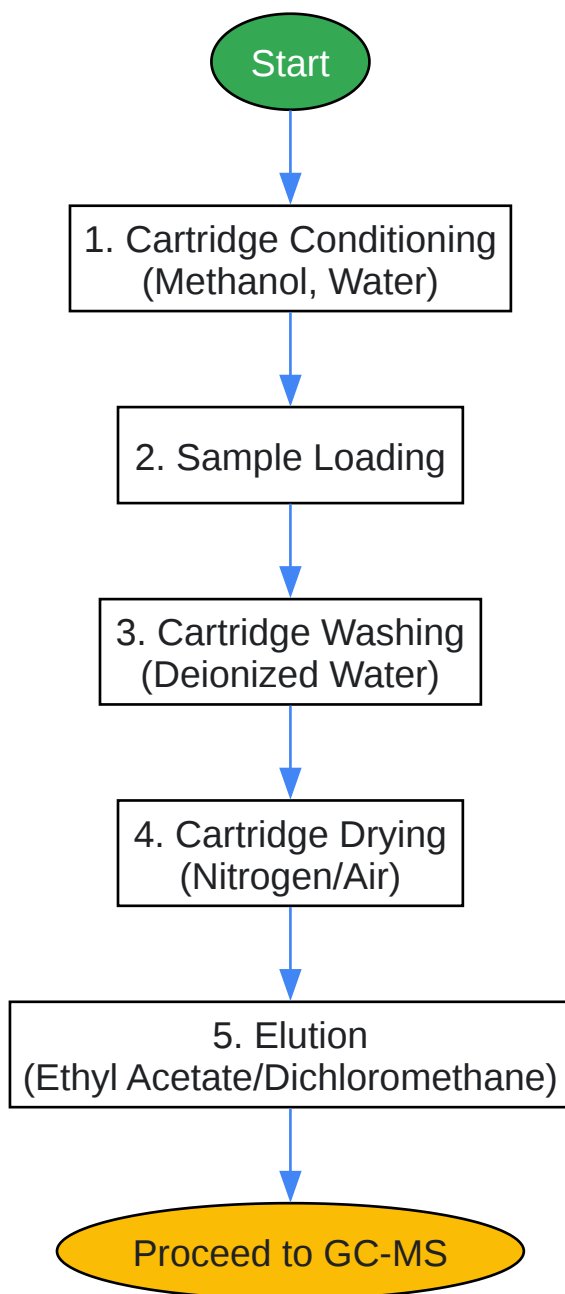 Start
1. Cartridge Conditioning
(Methanol, Water)
2. Sample Loading
3. Cartridge Washing
(Deionized Water)
4. Cartridge Drying
(Nitrogen/Air)
5. Elution
(Ethyl Acetate/Dichloromethane)
Proceed to GC-MS